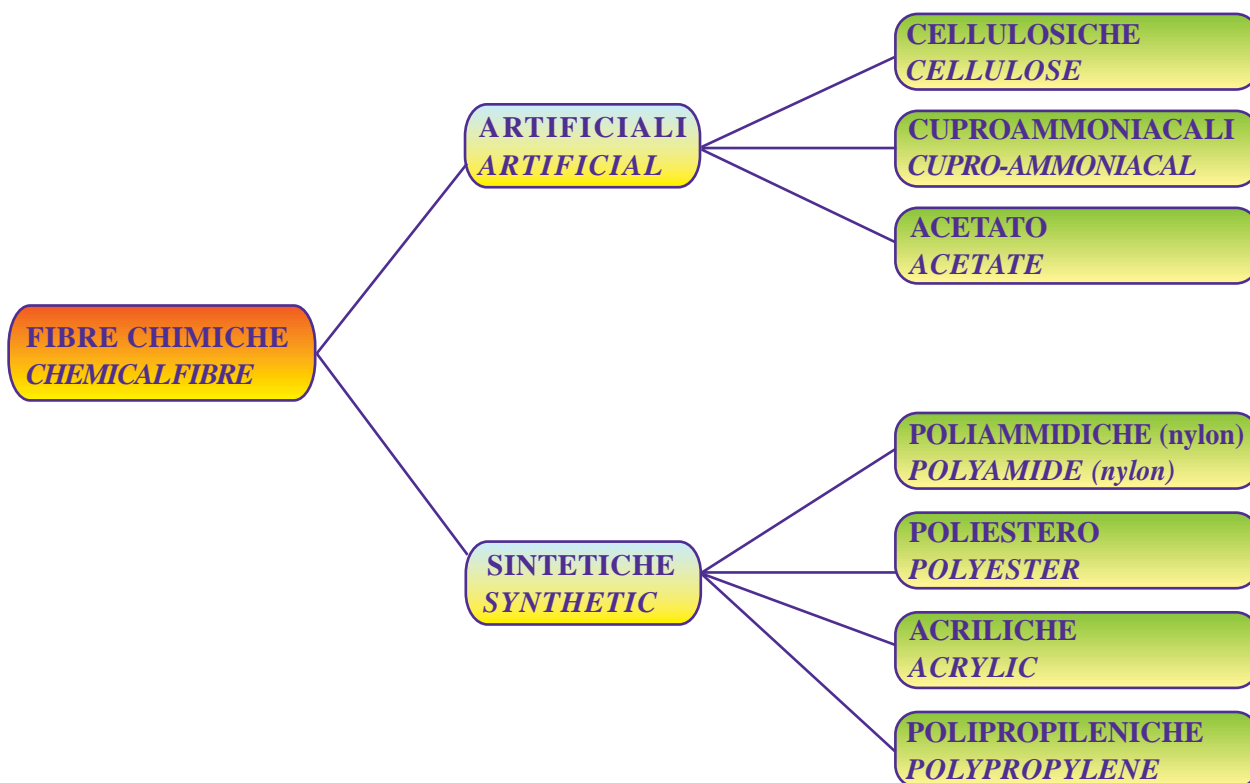 FIBRE CHIMICHE
CHEMICALFIBRE
ARTIFICIALI
ARTIFICIAL
CELLULOSICHE
CELLULOSE
CUPROAMMONIACALI
CUPRO-AMMONIACAL
ACETATO
ACETATE
SINTETICHE
SYNTHETIC
POLIAMMIDICHE (nylon)
POLYAMIDE (nylon)
POLIESTERO
POLYESTER
ACRILICHE
ACRYLIC
POLIPROPILENICHE
POLYPROPYLENE